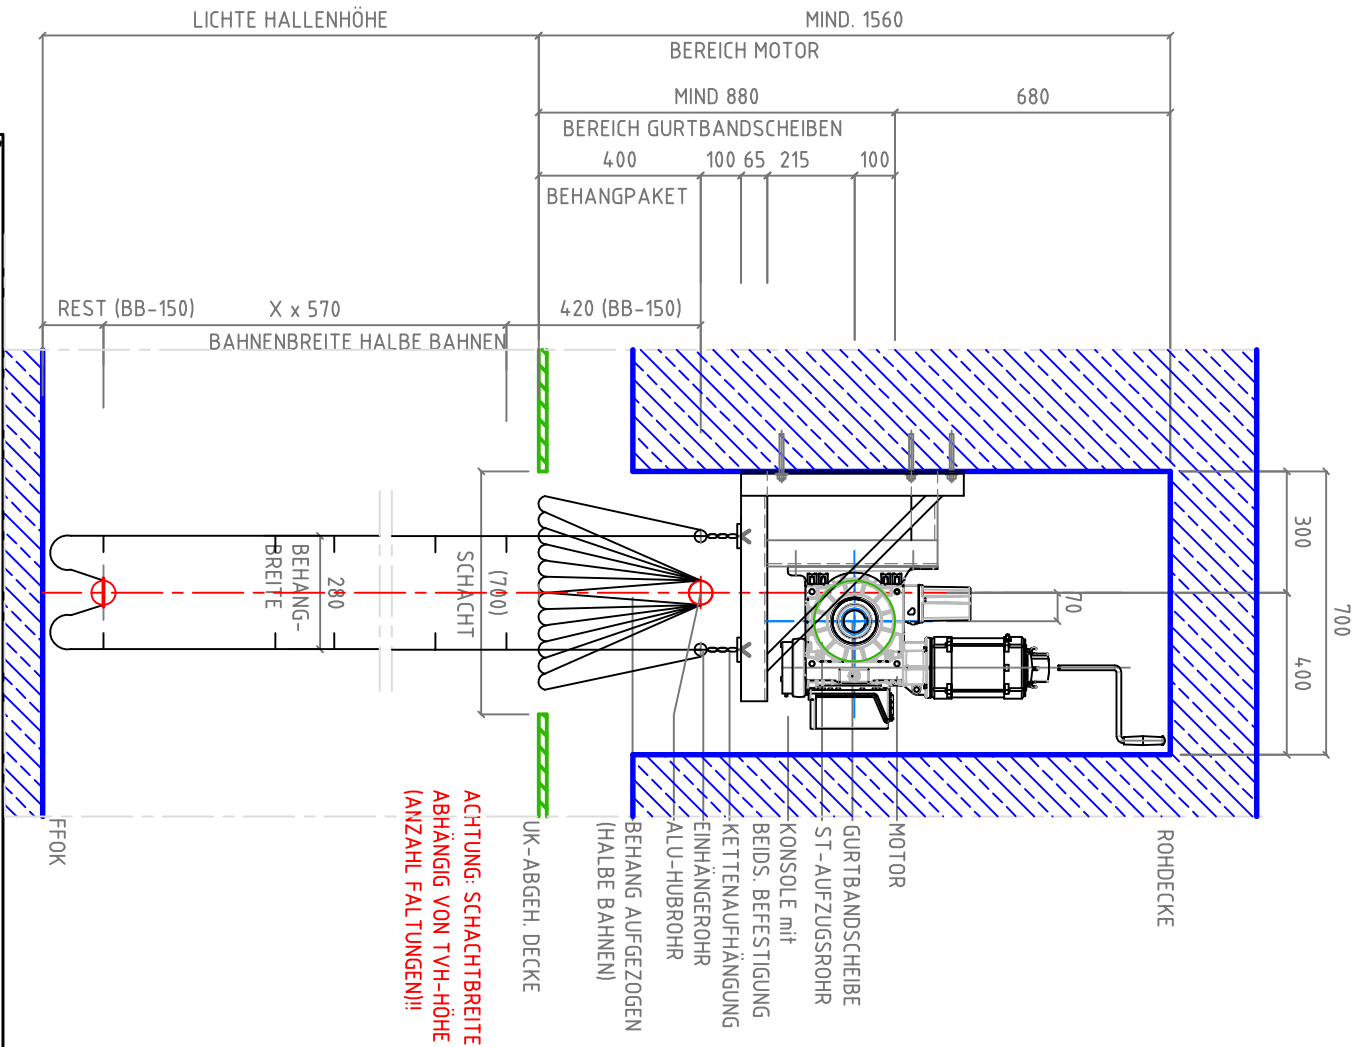 LICHTE HALLENHÖHE
MIND. 1560
BEREICH MOTOR
MIND 880
680
BEREICH GURTBANDSCHEIBEN
400
100
65
215
100
BEHANGPAKET
REST (BB-150)
X x 570
420 (BB-150)
BAHNENBREITE HALBE BAHNEN
300
700
400
70
BEHANG-
BREITE
280
(700)
SCHACHT
FFOK
ACHTUNG: SCHACHTBREITE
ABHÄNGIG VON TVH-HÖHE
(ANZAHL FALTUNGEN)!!
UK-ABGEH. DECKE
BEHANG AUFGEZOGEN
(HALBE BAHNEN)
ALU-HUBROHR
EINHÄNGEROHR
KETTENAUFHÄNGUNG
KONSOLE mit
BEIDS. BEFESTIGUNG
ST-AUFZUGSROHR
GURTBANDSCHEIBE
MOTOR
ROHDECKE